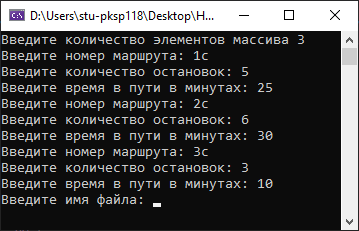 D:\Users\stu-pksp118\Desktop\H...
Введите количество элементов массива 3
Введите номер маршрута: 1с
Введите количество остановок: 5
Введите время в пути в минутах: 25
Введите номер маршрута: 2с
Введите количество остановок: 6
Введите время в пути в минутах: 30
Введите номер маршрута: 3с
Введите количество остановок: 3
Введите время в пути в минутах: 10
Введите имя файла: